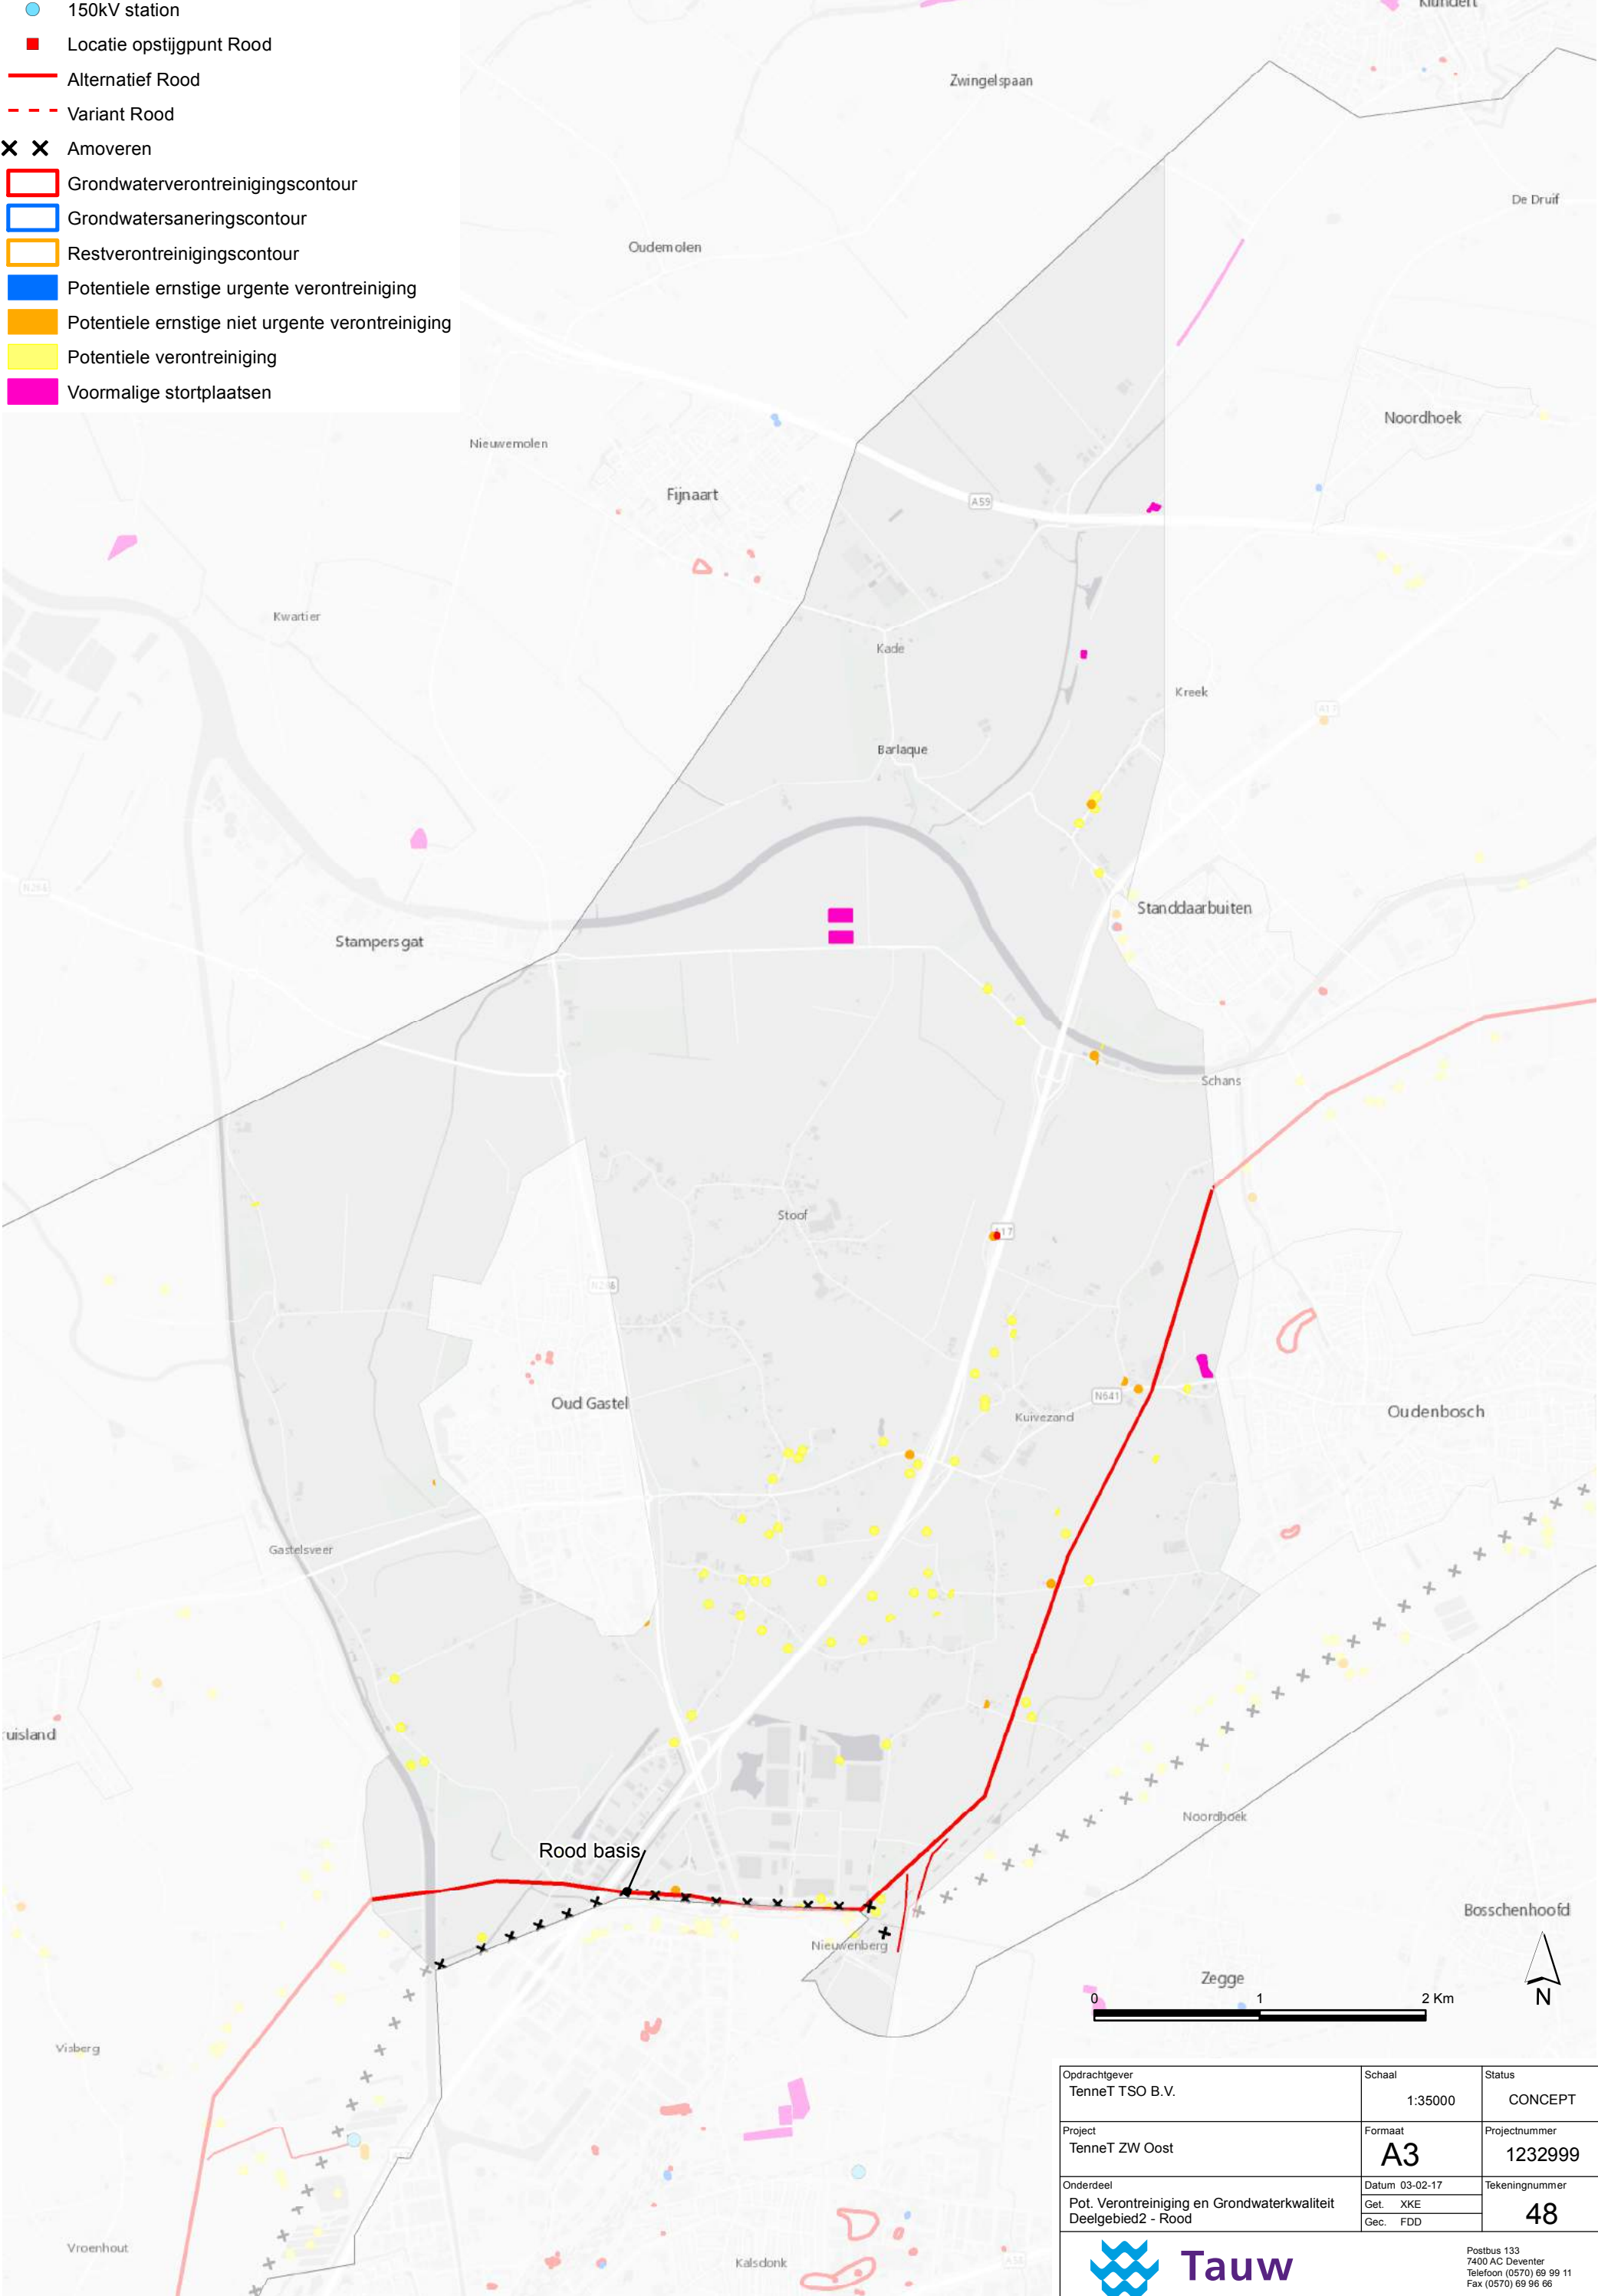 150kV station
Locatie opstijgpunt Rood
Alternatief Rood
Variant Rood
Amoveren
Grondwaterverontreinigingscontour
Grondwatersaneringscontour
Restverontreinigingscontour
Potentiele ernstige urgente verontreiniging
Potentiele ernstige niet urgente verontreiniging
Potentiele verontreiniging
Voormalige stortplaatsen
Klundert
Zwingelspaan
De Druif
Oudemolen
Noordhoek
Nieuwemolen
Fijnaart
A59
Kwartier
Kade
Kreek
A17
Barlaque
Standdaarbuiten
Stampersgat
Schans
Stoof
A17
Oud Gastel
N641
Kuivezand
Oudenbosch
Gastelsveer
uisland
Noordhoek
Rood basis
Nieuwenberg
Bosschenhoofd
Zegge
0 1 2 Km
N
Visberg
Vroenhout
Kalsdonk
Opdrachtgever
TenneT TSO B.V.
Schaal
1:35000
Status
CONCEPT
Project
TenneT ZW Oost
Formaat
A3
Projectnummer
1232999
Onderdeel
Pot. Verontreiniging en Grondwaterkwaliteit
Deelgebied2 - Rood
Datum 03-02-17
Get. XKE
Gec. FDD
Tekeningnummer
48
Tauw
Postbus 133
7400 AC Deventer
Telefoon (0570) 69 99 11
Fax (0570) 69 96 66